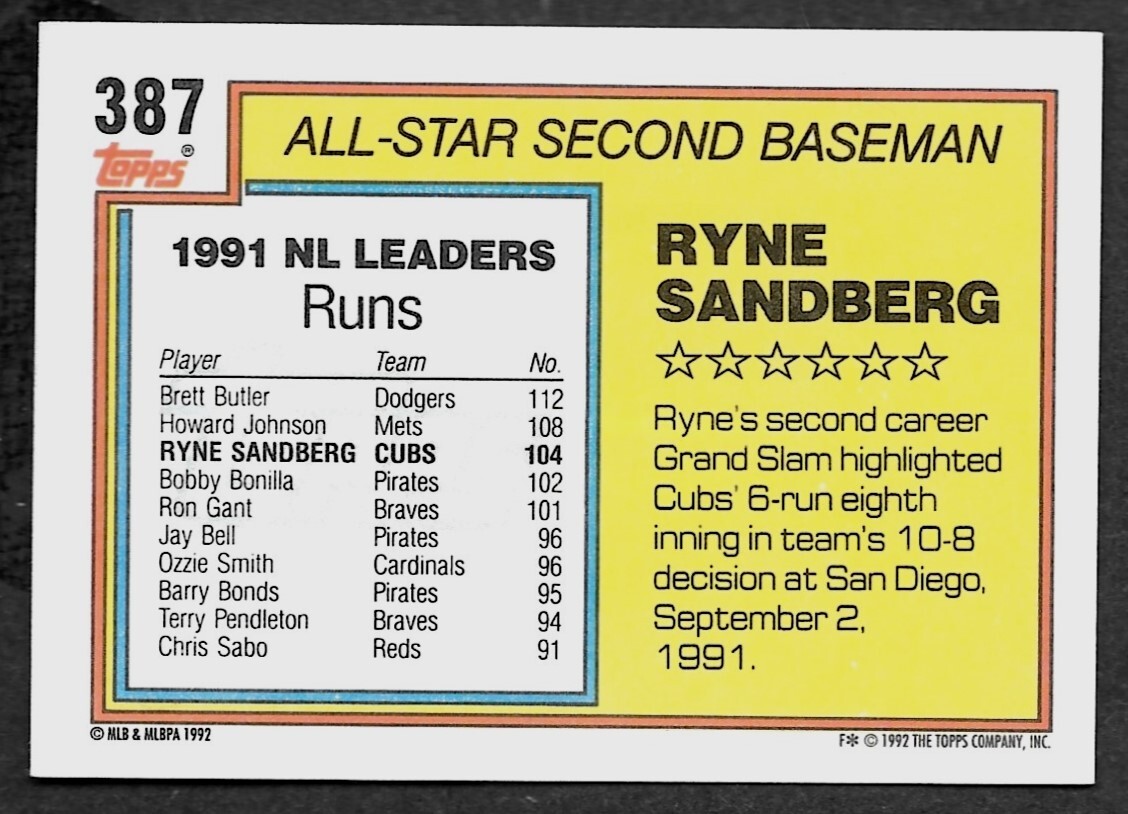 387
Topps®
ALL-STAR SECOND BASEMAN
1991 NL LEADERS
Runs
Player Team No.
Brett Butler Dodgers 112
Howard Johnson Mets 108
RYNE SANDBERG CUBS 104
Bobby Bonilla Pirates 102
Ron Gant Braves 101
Jay Bell Pirates 96
Ozzie Smith Cardinals 96
Barry Bonds Pirates 95
Terry Pendleton Braves 94
Chris Sabo Reds 91
RYNE
SANDBERG
☆☆☆☆☆☆
Ryne's second career
Grand Slam highlighted
Cubs' 6-run eighth
inning in team's 10-8
decision at San Diego,
September 2,
1991.
© MLB & MLBPA 1992
F✻ © 1992 THE TOPPS COMPANY, INC.